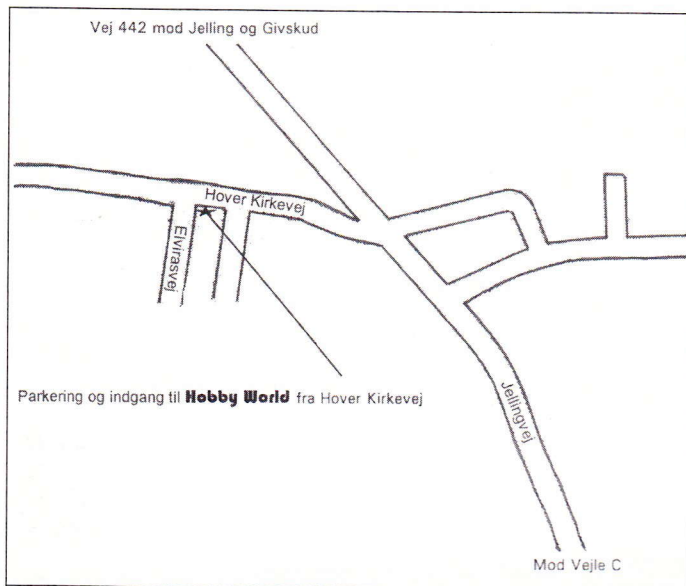 Vej 442 mod Jelling og Givskud
Hover Kirkevej
Elvirasvej
Parkering og indgang til Hobby World fra Hover Kirkevej
Jellingvej
Mod Vejle C